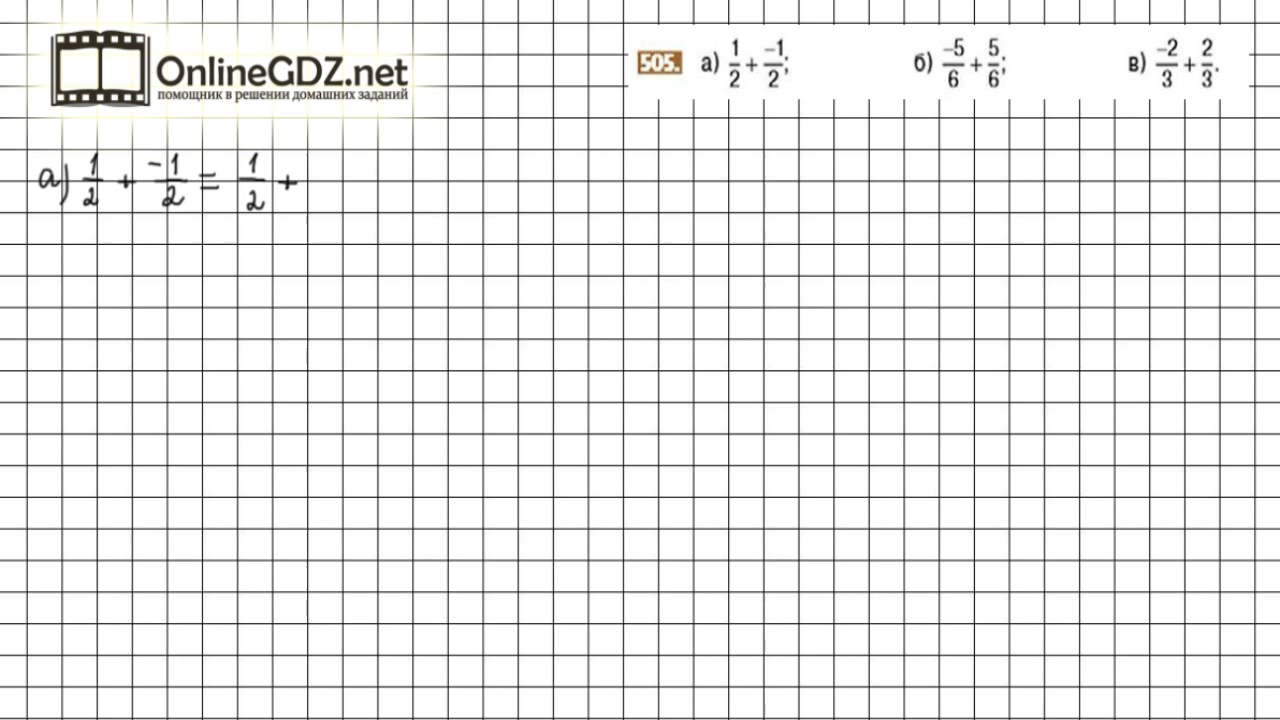 OnlineGDZ.net
помощник в решении домашних заданий
505. а) 1/2 + -1/2; б) -5/6 + 5/6; в) -2/3 + 2/3.
а) 1/2 + -1/2 = 1/2 +